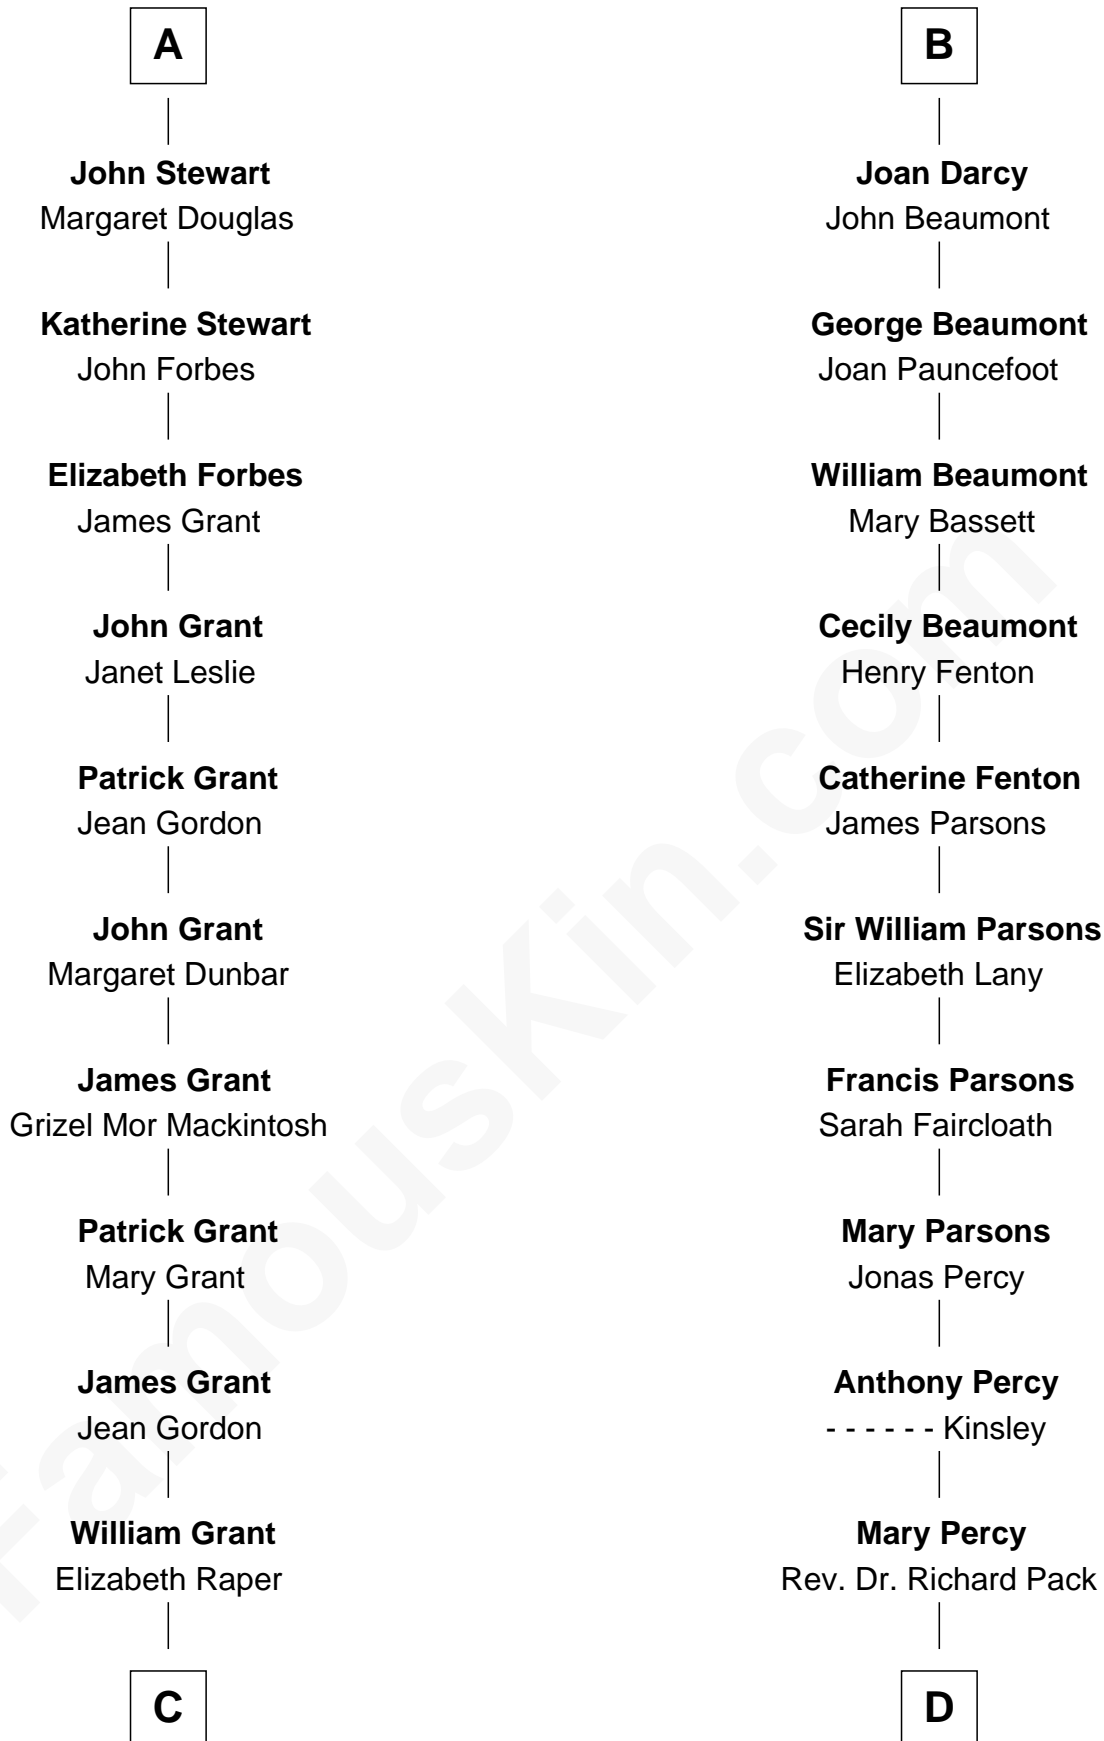 A
John Stewart
Margaret Douglas
Katherine Stewart
John Forbes
Elizabeth Forbes
James Grant
John Grant
Janet Leslie
Patrick Grant
Jean Gordon
John Grant
Margaret Dunbar
James Grant
Grizel Mor Mackintosh
Patrick Grant
Mary Grant
James Grant
Jean Gordon
William Grant
Elizabeth Raper
C
B
Joan Darcy
John Beaumont
George Beaumont
Joan Pauncefoot
William Beaumont
Mary Bassett
Cecily Beaumont
Henry Fenton
Catherine Fenton
James Parsons
Sir William Parsons
Elizabeth Lany
Francis Parsons
Sarah Faircloath
Mary Parsons
Jonas Percy
Anthony Percy
- - - - - - Kinsley
Mary Percy
Rev. Dr. Richard Pack
D
FamousKin.com